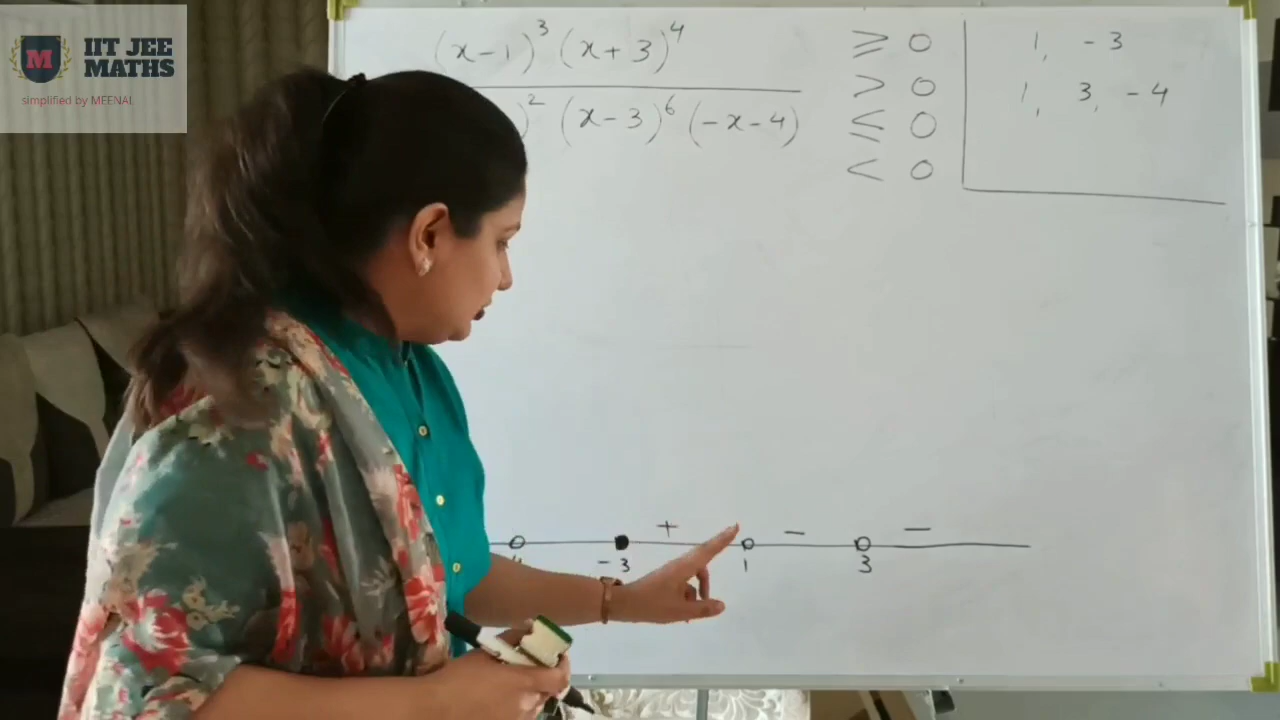 M IIT JEE
MATHS
simplified by MEENAL
(x-1)^3 (x+3)^4
)^2 (x-3)^6 (-x-4)
≥ 0
> 0
≤ 0
< 0
1, -3
1, 3, -4
+ - -
-3 1 3